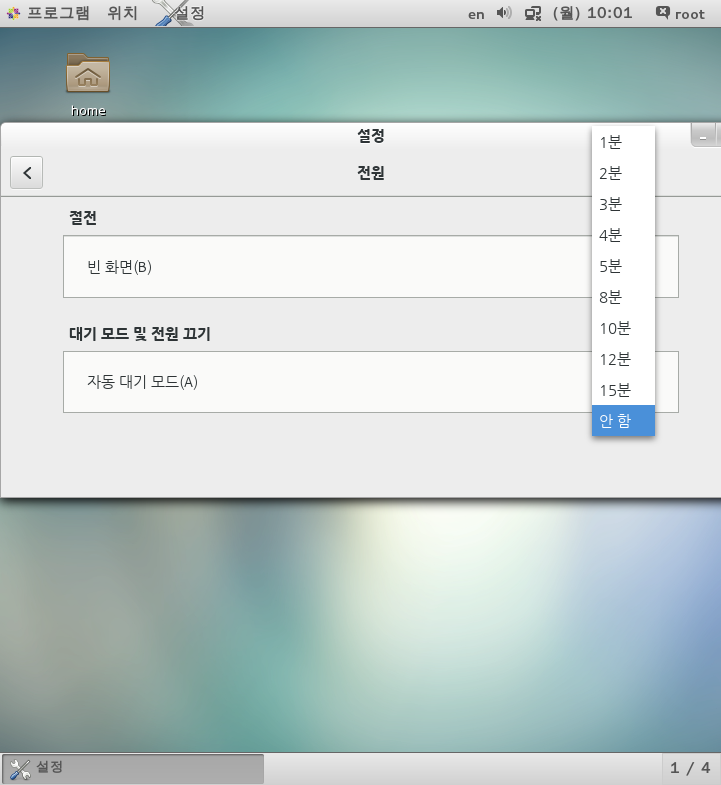 프로그램 위치 설정 en (월) 10:01 root
home
설정
전원
절전
빈 화면(B)
대기 모드 및 전원 끄기
자동 대기 모드(A)
1분
2분
3분
4분
5분
8분
10분
12분
15분
안 함
설정 1 / 4